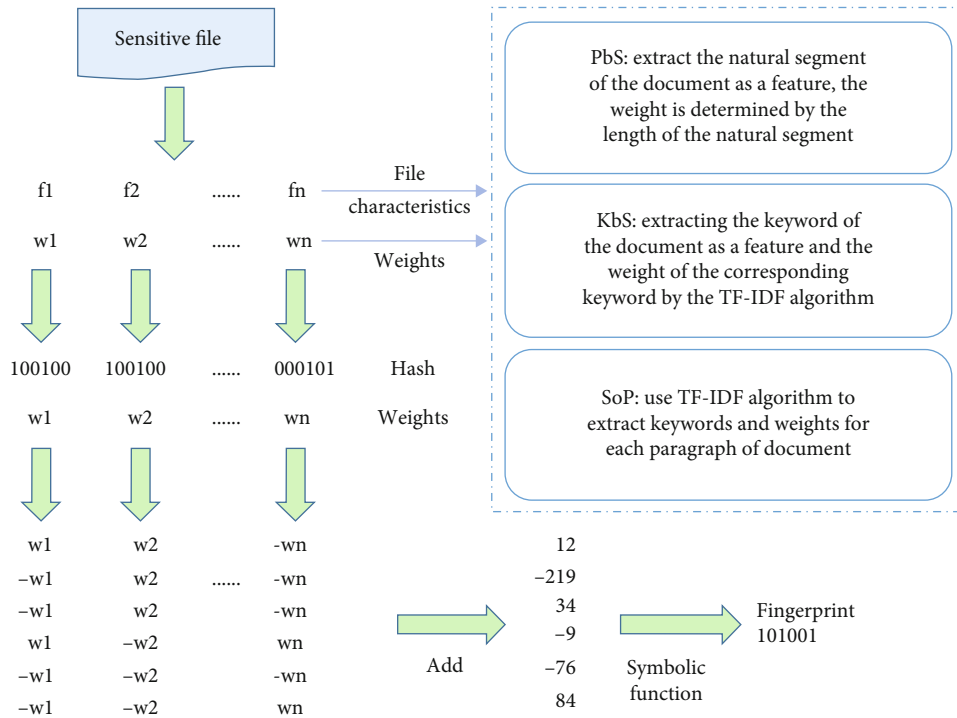 Sensitive file
f1 f2 ...... fn
File
characteristics
w1 w2 ...... wn
Weights
100100 100100 ...... 000101 Hash
w1 w2 ...... wn Weights
w1 w2 -wn
–w1 w2 ...... -wn
–w1 w2 -wn
w1 –w2 wn
–w1 –w2 -wn
–w1 –w2 wn
Add
12
–219
34
–9
–76
84
Symbolic
function
Fingerprint
101001
PbS: extract the natural segment
of the document as a feature, the
weight is determined by the
length of the natural segment
KbS: extracting the keyword of
the document as a feature and the
weight of the corresponding
keyword by the TF-IDF algorithm
SoP: use TF-IDF algorithm to
extract keywords and weights for
each paragraph of document